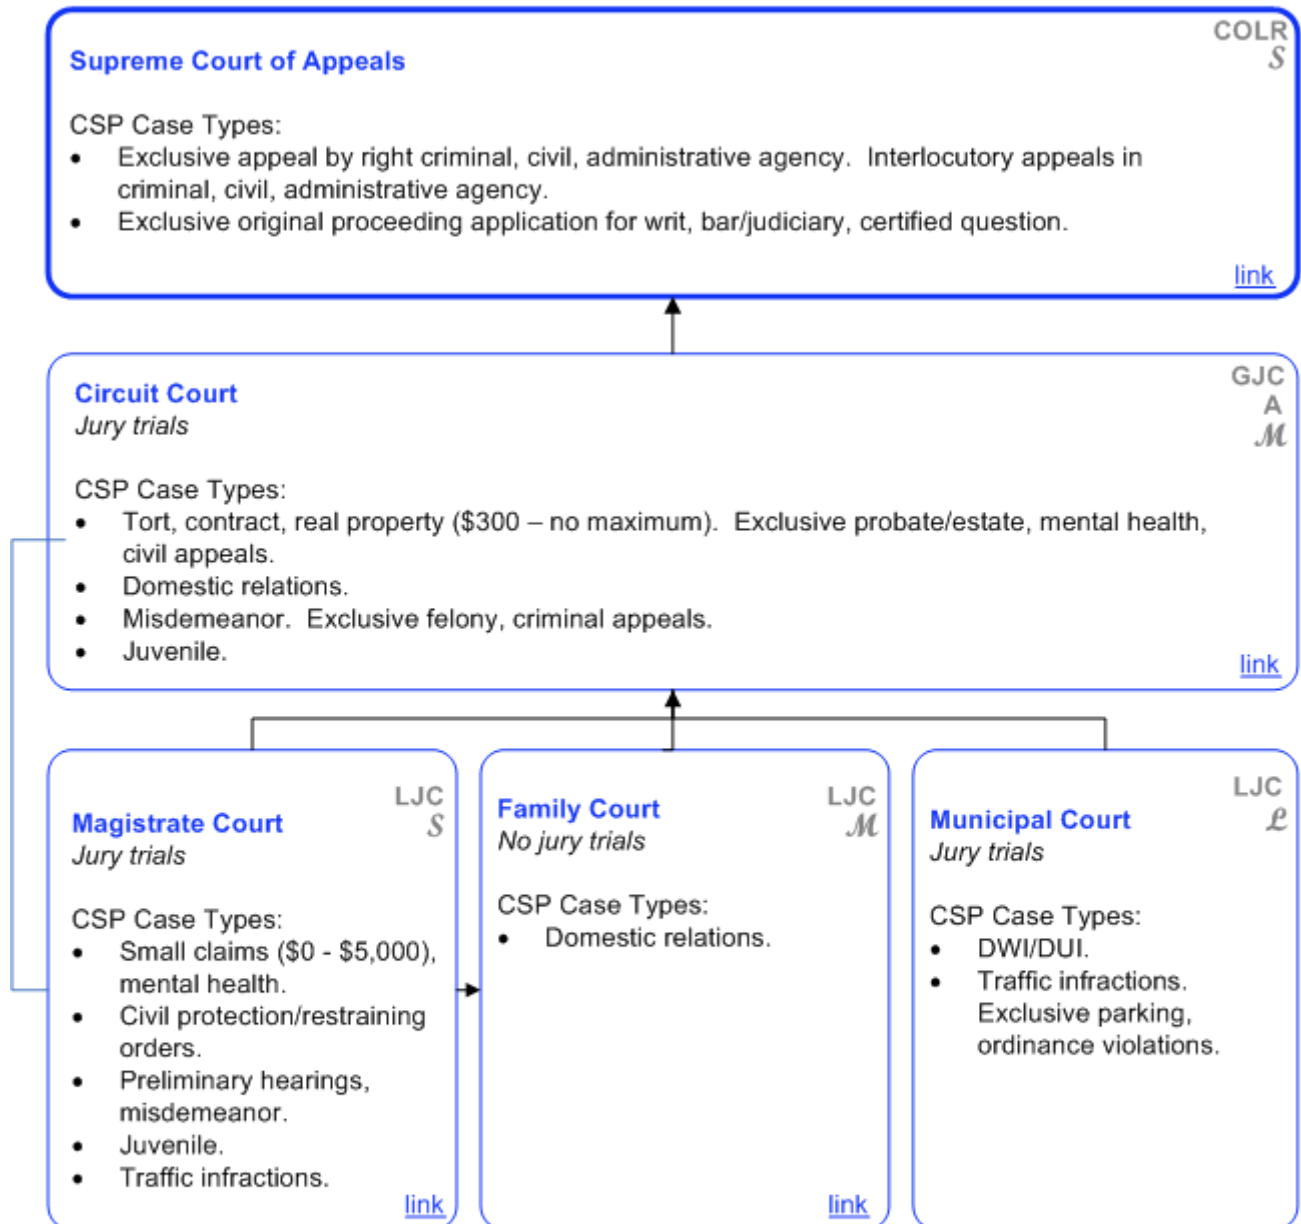 COLR
Supreme Court of Appeals
S
CSP Case Types:
• Exclusive appeal by right criminal, civil, administrative agency.  Interlocutory appeals in
criminal, civil, administrative agency.
• Exclusive original proceeding application for writ, bar/judiciary, certified question.
link
GJC
Circuit Court
A
Jury trials
M
CSP Case Types:
• Tort, contract, real property ($300 – no maximum).  Exclusive probate/estate, mental health,
civil appeals.
• Domestic relations.
• Misdemeanor.  Exclusive felony, criminal appeals.
• Juvenile.
link
LJC
Magistrate Court
S
Jury trials
CSP Case Types:
• Small claims ($0 - $5,000),
mental health.
• Civil protection/restraining
orders.
• Preliminary hearings,
misdemeanor.
• Juvenile.
• Traffic infractions.
link
LJC
Family Court
M
No jury trials
CSP Case Types:
• Domestic relations.
link
LJC
Municipal Court
L
Jury trials
CSP Case Types:
• DWI/DUI.
• Traffic infractions.
Exclusive parking,
ordinance violations.